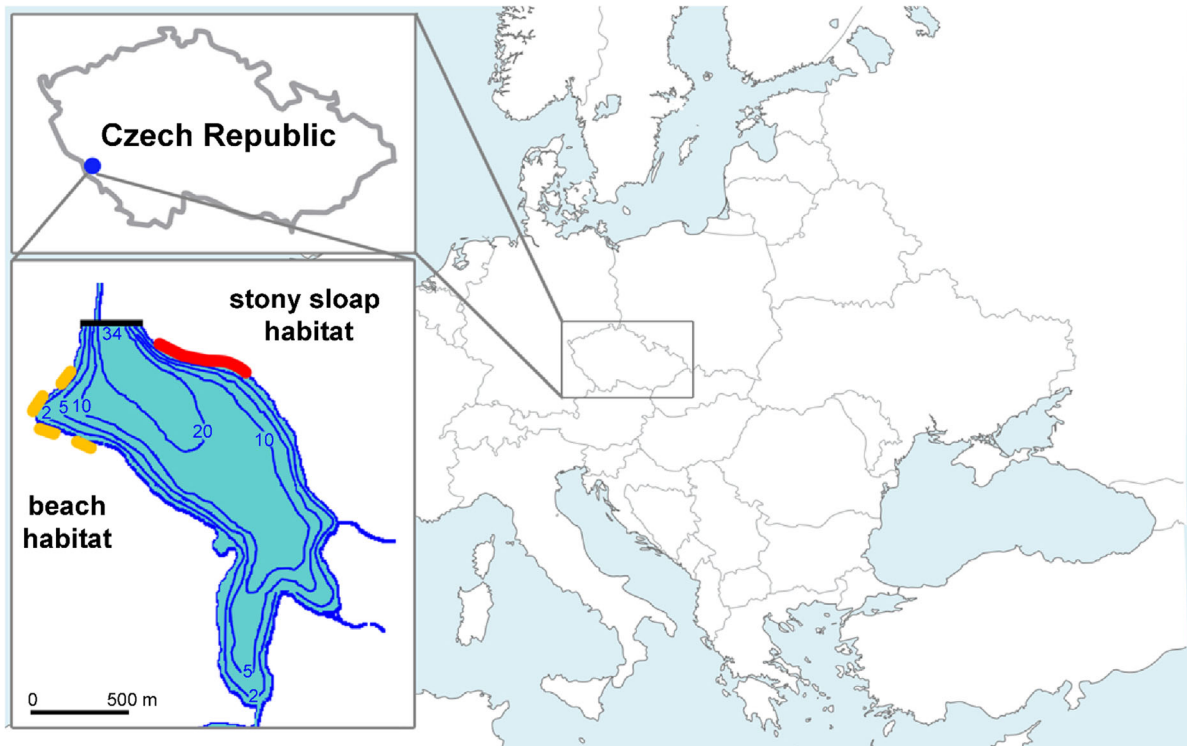 Czech Republic
stony sloap
habitat
34
2 5 10
20
10
beach
habitat
5
2
0 500 m